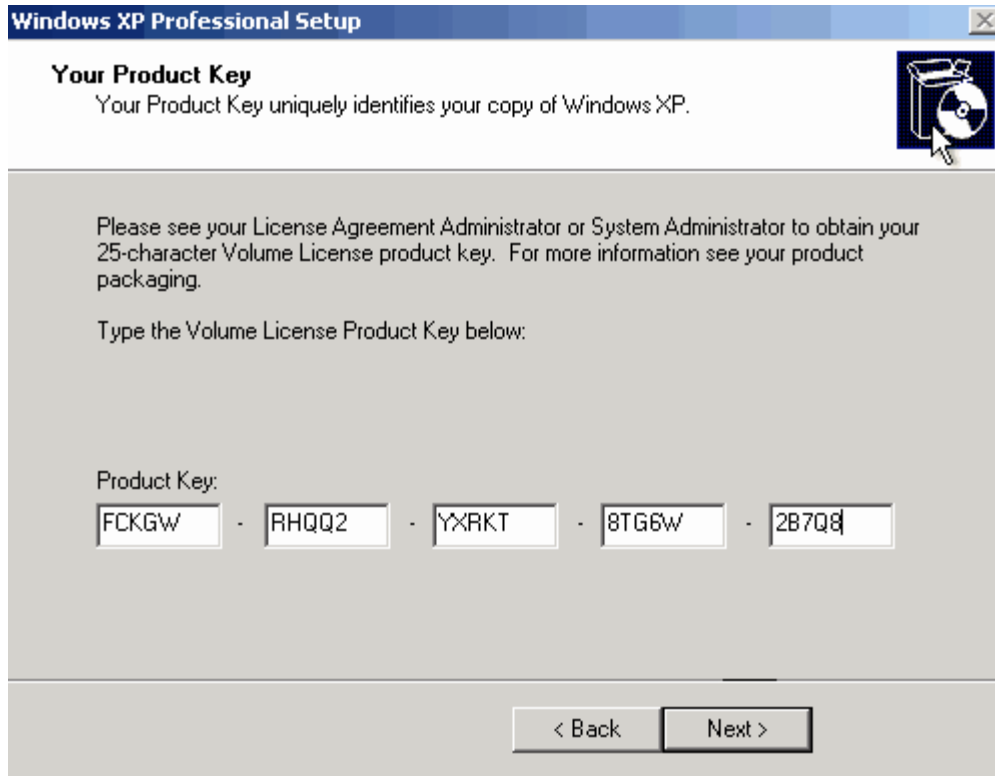 Windows XP Professional Setup
Your Product Key
Your Product Key uniquely identifies your copy of Windows XP.
Please see your License Agreement Administrator or System Administrator to obtain your
25-character Volume License product key.  For more information see your product
packaging.
Type the Volume License Product Key below:
Product Key:
FCKGW - RHQQ2 - YXRKT - 8TG6W - 2B7Q8
< Back Next >